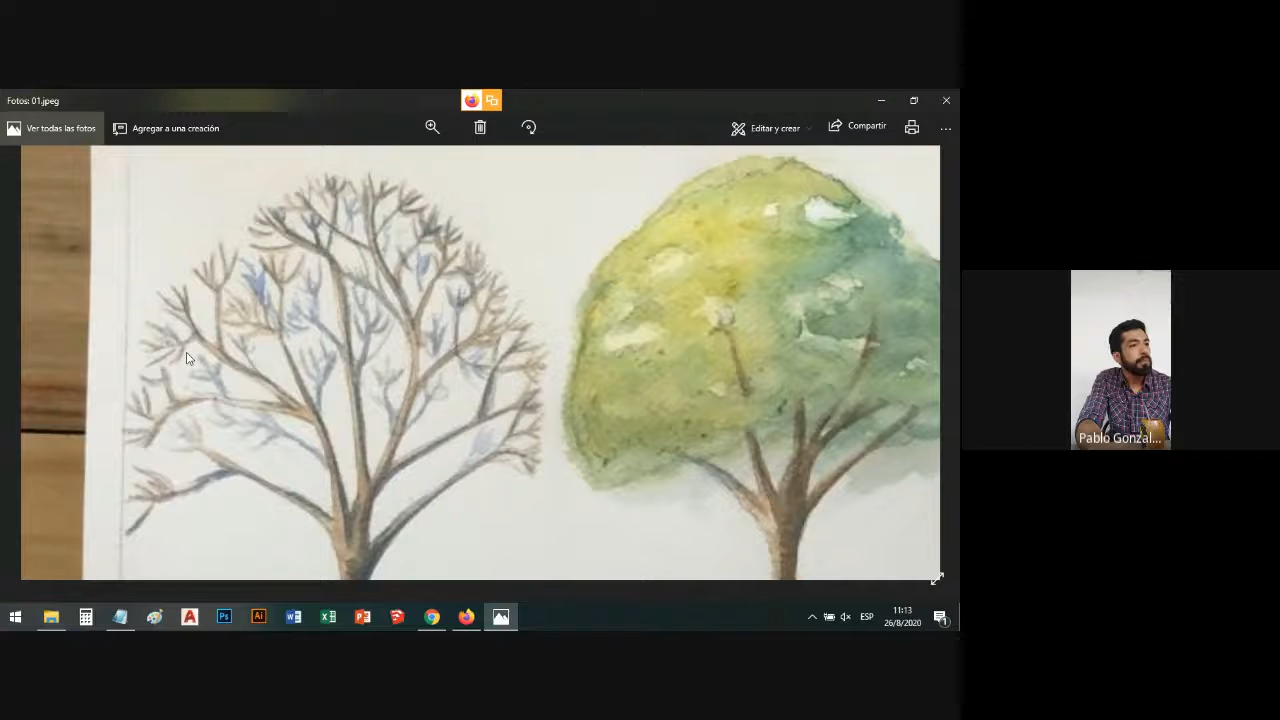 Fotos: 01.jpeg
Ver todas las fotos
Agregar a una creación
Editar y crear
Compartir
Pablo Gonzal...
ESP
11:13
26/8/2020